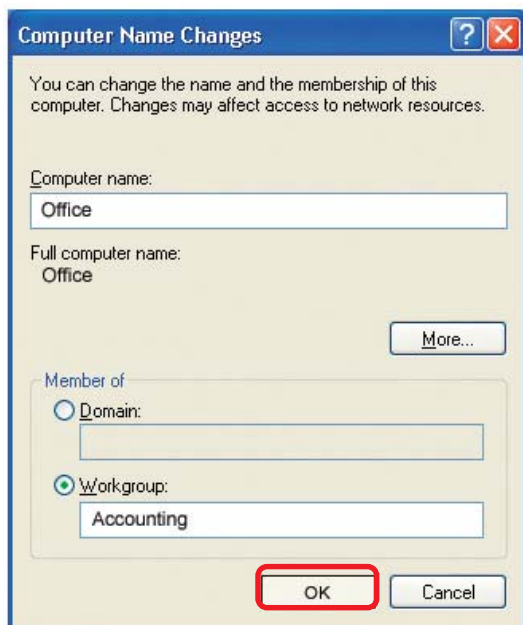 Computer Name Changes
You can change the name and the membership of this
computer. Changes may affect access to network resources.
Computer name:
Office
Full computer name:
Office
More...
Member of
Domain:
Workgroup:
Accounting
OK
Cancel